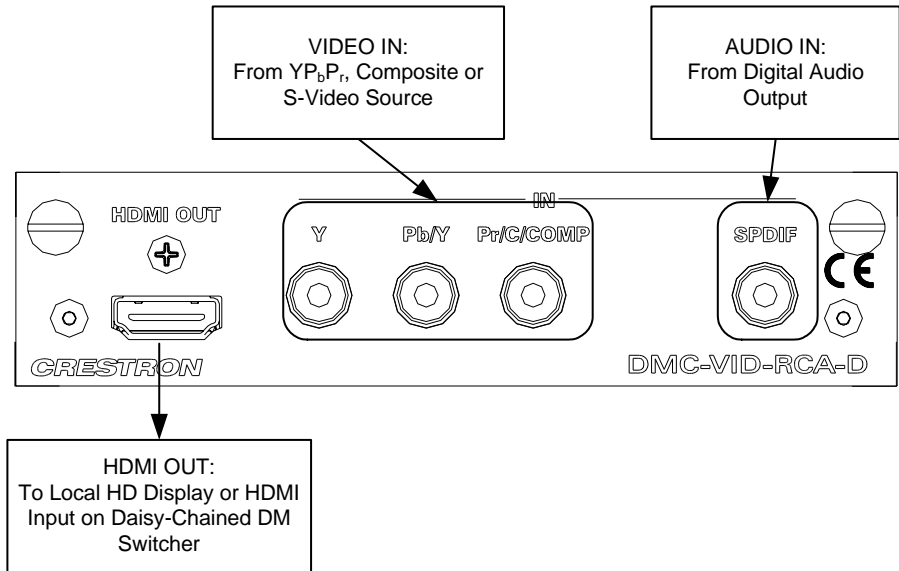 VIDEO IN:
From YPbPr, Composite or
S-Video Source
AUDIO IN:
From Digital Audio
Output
HDMI OUT
IN
Y
Pb/Y
Pr/C/COMP
SPDIF
CE
CRESTRON
DMC-VID-RCA-D
HDMI OUT:
To Local HD Display or HDMI
Input on Daisy-Chained DM
Switcher